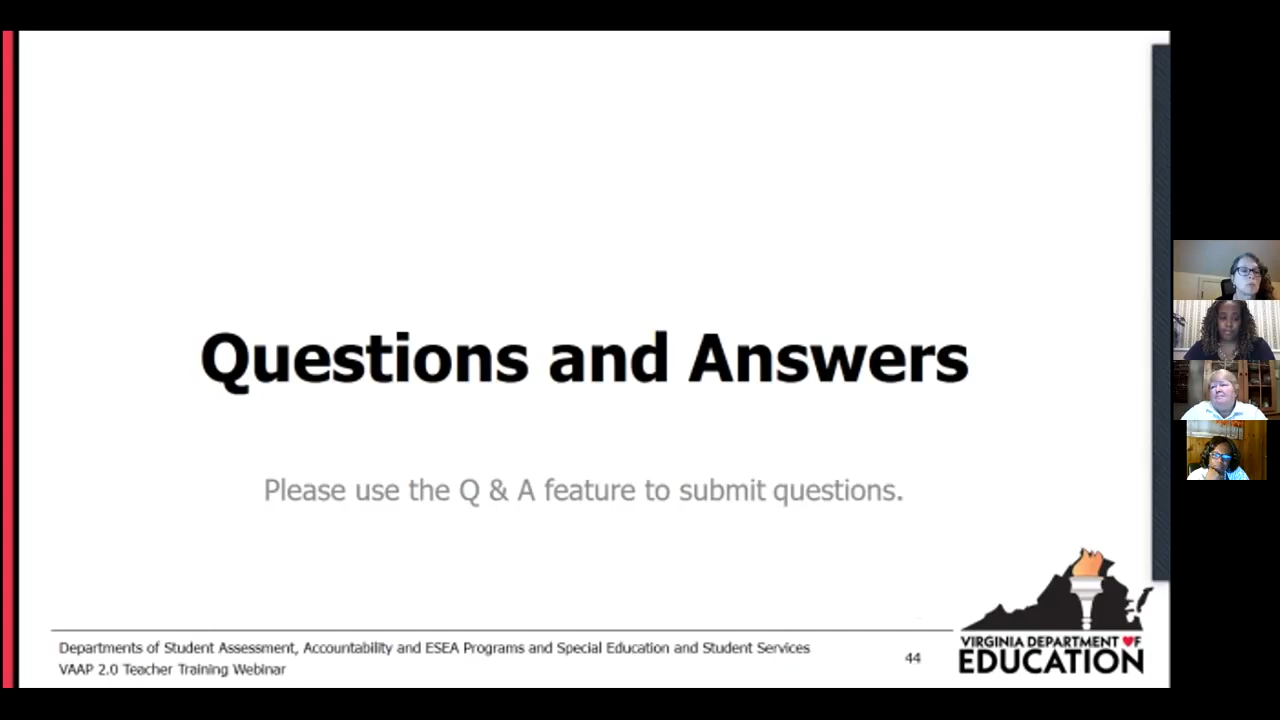 Questions and Answers
Please use the Q & A feature to submit questions.
Departments of Student Assessment, Accountability and ESEA Programs and Special Education and Student Services
VAAP 2.0 Teacher Training Webinar
44
VIRGINIA DEPARTMENT OF
EDUCATION